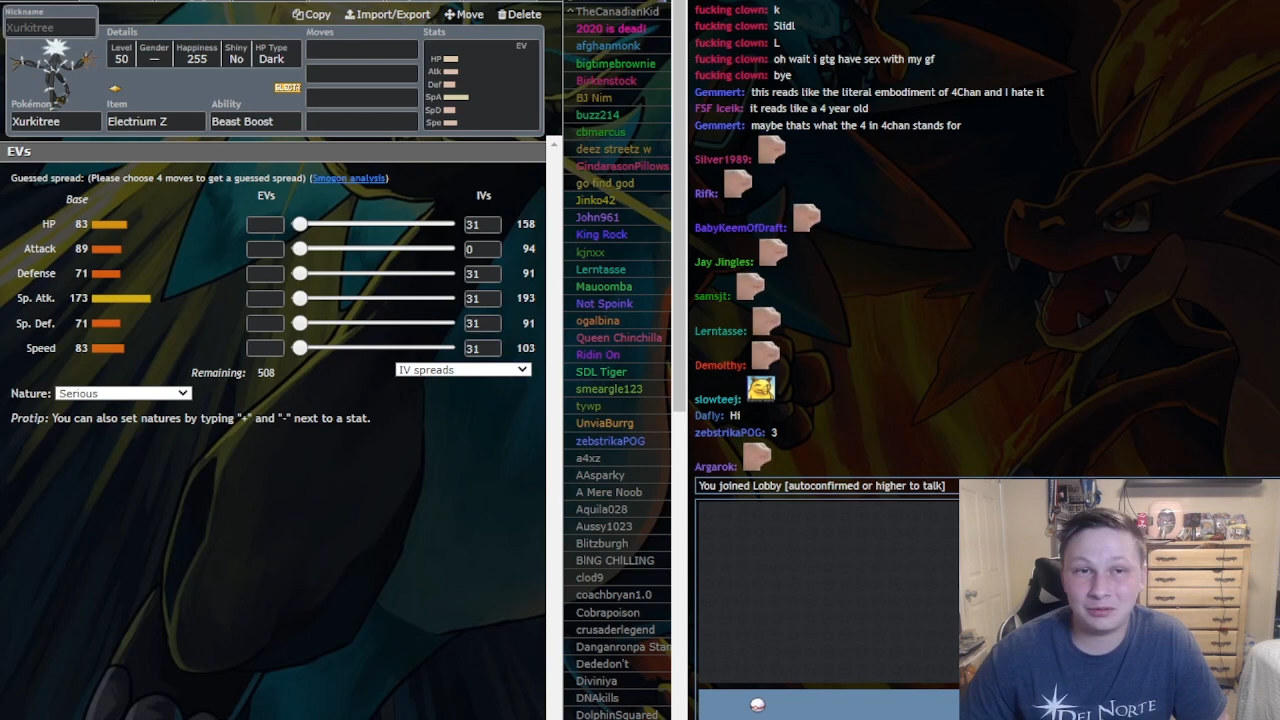 Nickname
Xurkitree
Copy Import/Export Move Delete
Details
Level Gender Happiness Shiny HP Type
50 — 255 No Dark
ELECTR
Pokémon Item Ability
Xurkitree Electrium Z Beast Boost
Moves
Stats
EV
HP
Atk
Def
SpA
SpD
Spe
EVs
Guessed spread: (Please choose 4 moves to get a guessed spread) (Smogon analysis)
Base EVs IVs
HP 83 31 158
Attack 89 0 94
Defense 71 31 91
Sp. Atk. 173 31 193
Sp. Def. 71 31 91
Speed 83 31 103
Remaining: 508
IV spreads
Nature: Serious
Protip: You can also set natures by typing "+" and "-" next to a stat.
^TheCanadianKid
2020 is dead!
afghanmonk
bigtimebrownie
Birkenstock
BJ Nim
buzz214
cbmarcus
deez streetz w
GindarasonPillows
go find god
Jinko42
John961
King Rock
kjnxx
Lerntasse
Mauoomba
Not Spoink
ogalbina
Queen Chinchilla
Ridin On
SDL Tiger
smeargle123
tywp
UnviaBurrg
zebstrikaPOG
a4xz
AAsparky
A Mere Noob
Aquila028
Aussy1023
Blitzburgh
BlNG CHlLLING
clod9
coachbryan1.0
Cobrapoison
crusaderlegend
Danganronpa Stan
Dededon't
Diviniya
DNAkills
DolphinSquared
fucking clown: k
fucking clown: Slidl
fucking clown: L
fucking clown: oh wait i gtg have sex with my gf
fucking clown: bye
Gemmert: this reads like the literal embodiment of 4Chan and I hate it
FSF Iceik: it reads like a 4 year old
Gemmert: maybe thats what the 4 in 4chan stands for
Silver1989:
Rifk:
BabyKeemOfDraft:
Jay Jingles:
samsjt:
Lerntasse:
Demolthy:
slowteej:
Dafly: Hi
zebstrikaPOG: 3
Argarok:
You joined Lobby [autoconfirmed or higher to talk]
DEL NORTE